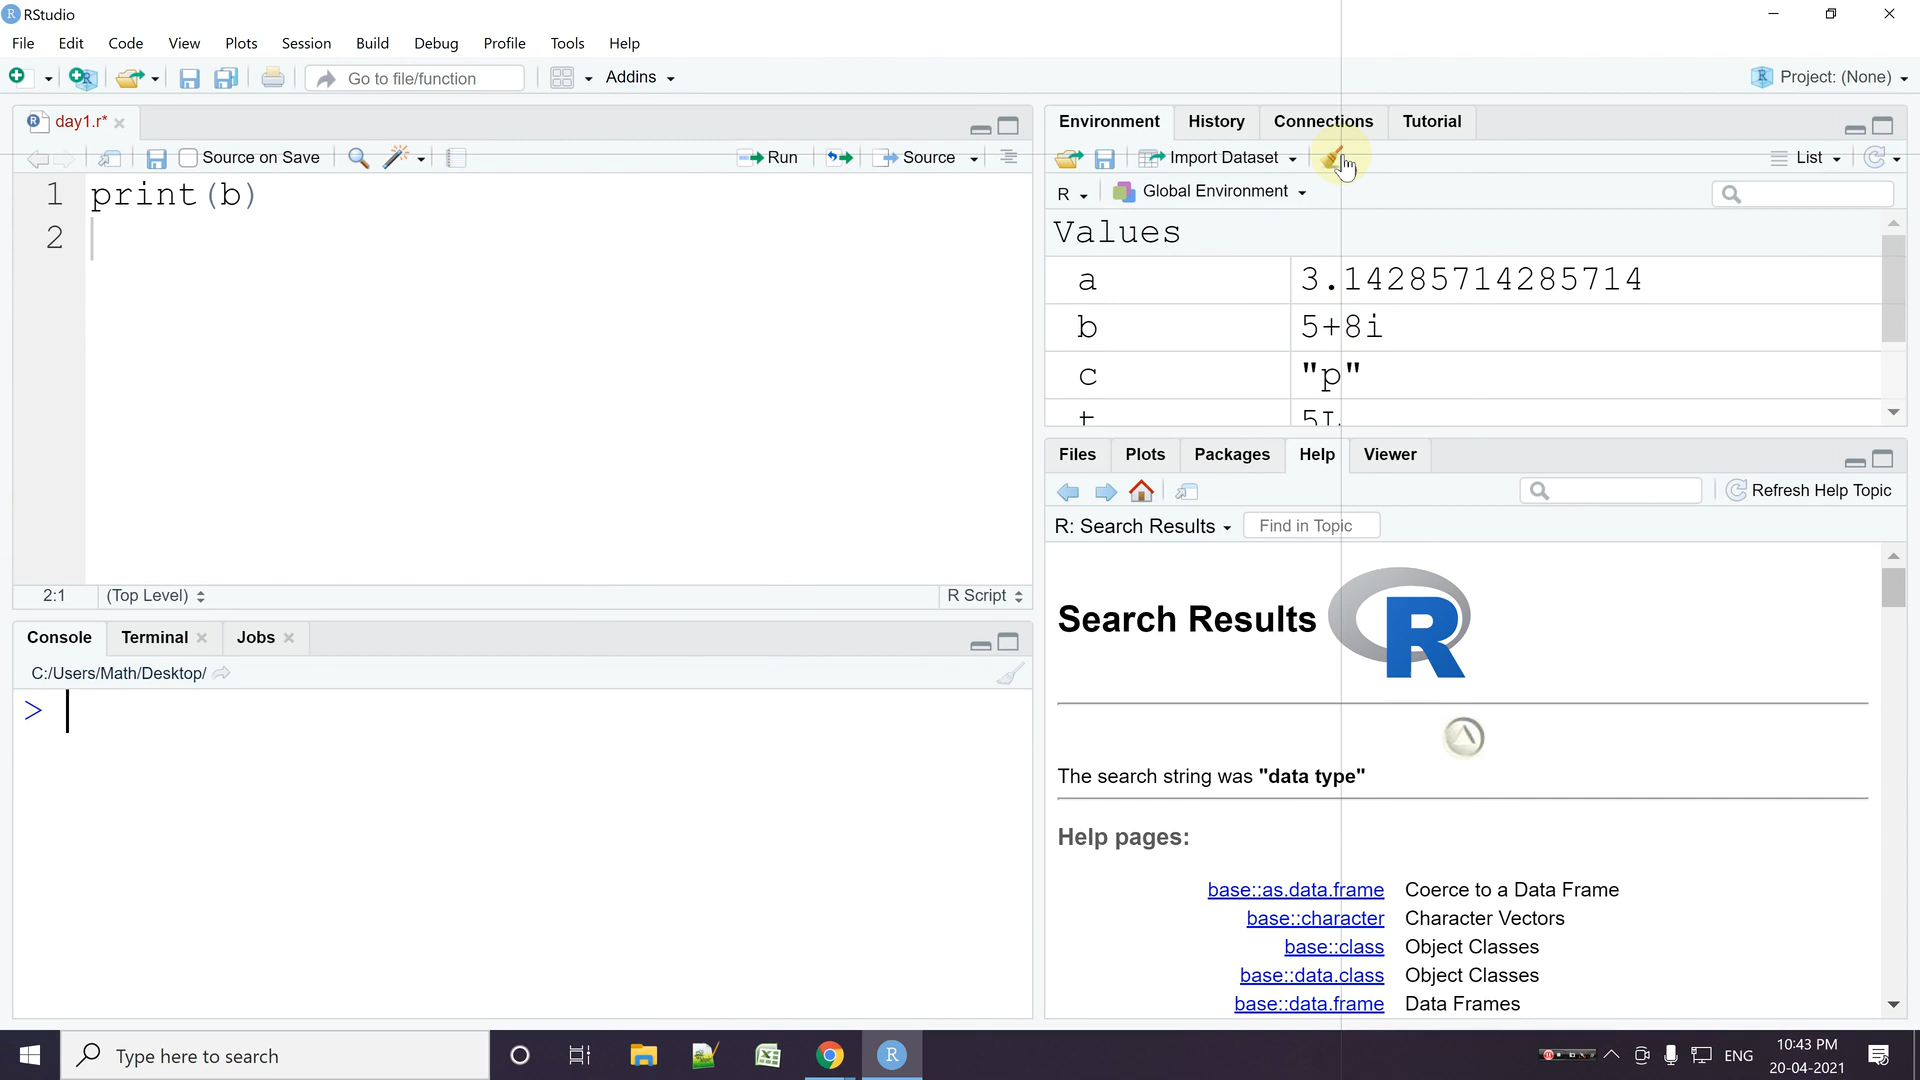 RStudio
File Edit Code View Plots Session Build Debug Profile Tools Help
Go to file/function Addins Project: (None)
day1.r*
Source on Save Run Source
1 print(b)
2
2:1 (Top Level) R Script
Console Terminal Jobs
C:/Users/Math/Desktop/
>
Environment History Connections Tutorial
Import Dataset List
R Global Environment
Values
a 3.14285714285714
b 5+8i
c "p"
t 5L
Files Plots Packages Help Viewer
Refresh Help Topic
R: Search Results Find in Topic
Search Results R
The search string was "data type"
Help pages:
base::as.data.frame Coerce to a Data Frame
base::character Character Vectors
base::class Object Classes
base::data.class Object Classes
base::data.frame Data Frames
Type here to search
ENG
10:43 PM
20-04-2021